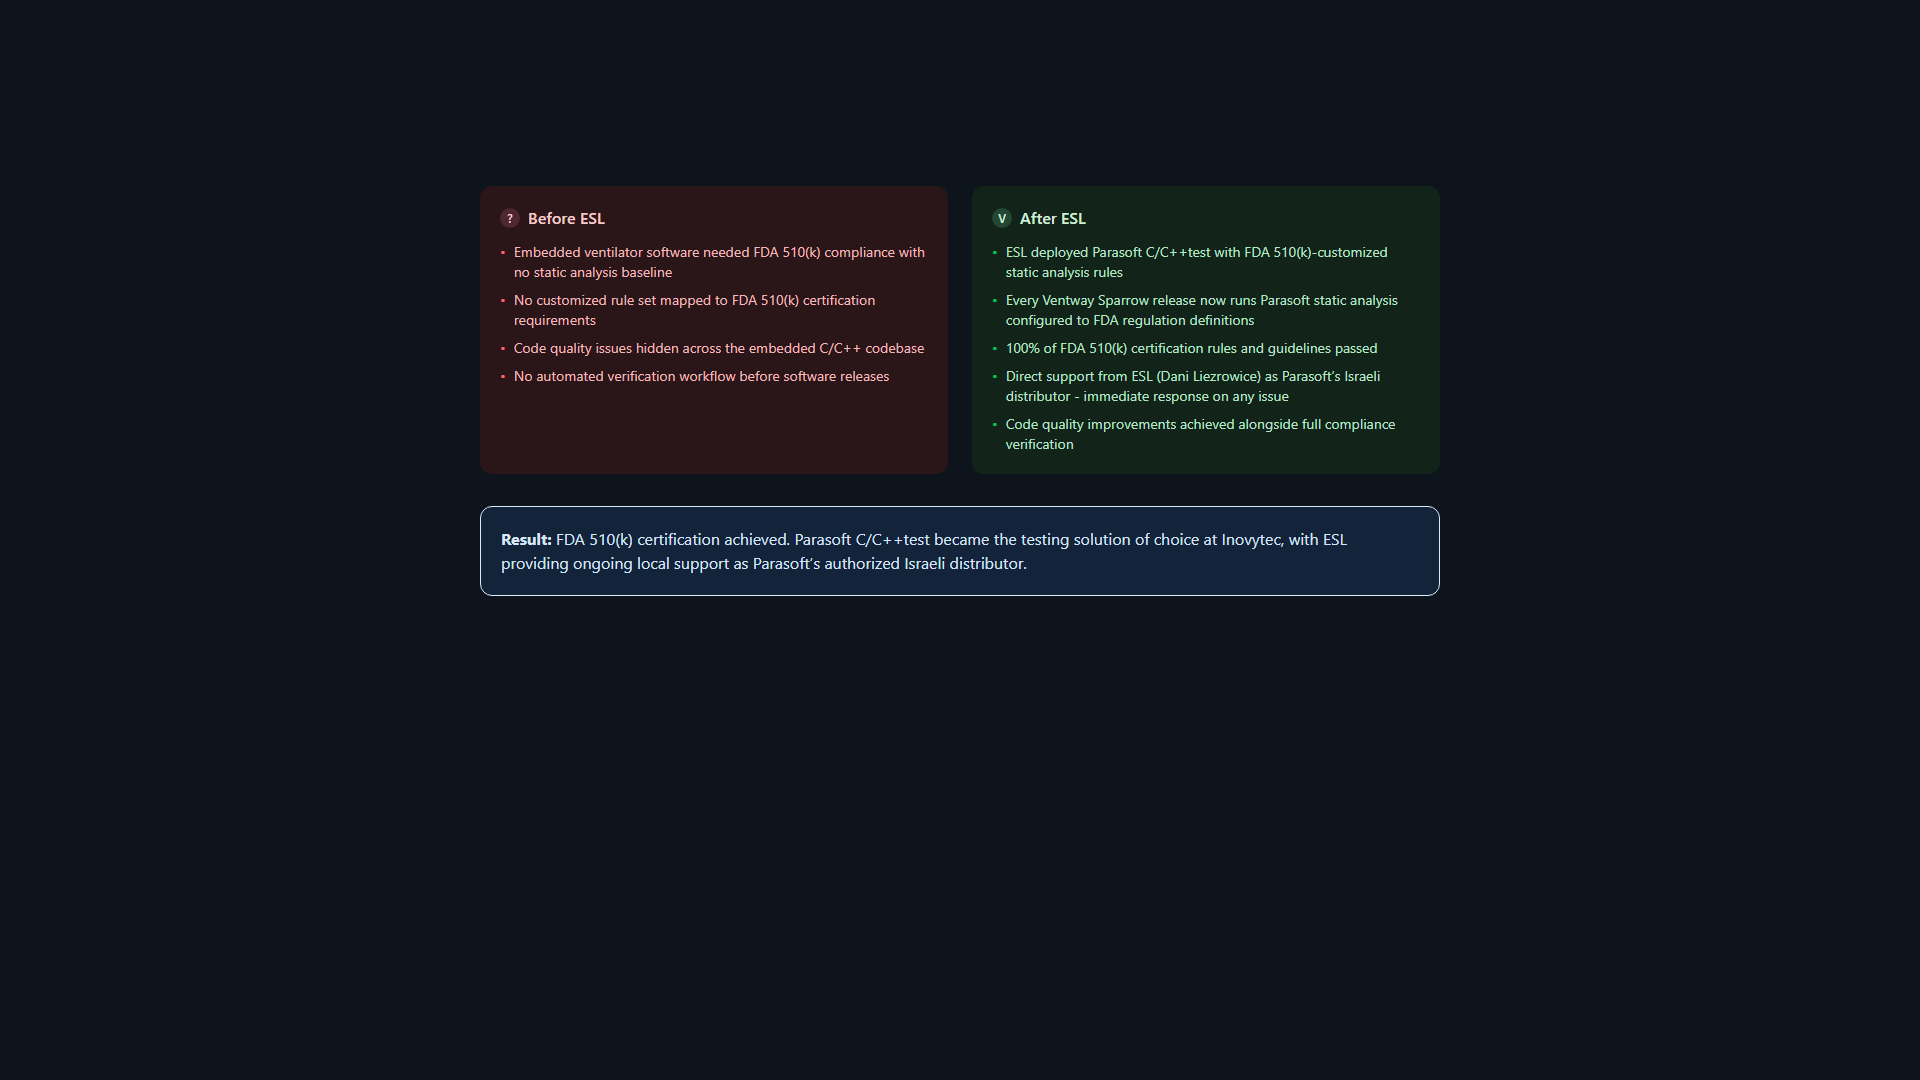 ? Before ESL
• Embedded ventilator software needed FDA 510(k) compliance with
no static analysis baseline
• No customized rule set mapped to FDA 510(k) certification
requirements
• Code quality issues hidden across the embedded C/C++ codebase
• No automated verification workflow before software releases
V After ESL
• ESL deployed Parasoft C/C++test with FDA 510(k)-customized
static analysis rules
• Every Ventway Sparrow release now runs Parasoft static analysis
configured to FDA regulation definitions
• 100% of FDA 510(k) certification rules and guidelines passed
• Direct support from ESL (Dani Liezrowice) as Parasoft's Israeli
distributor - immediate response on any issue
• Code quality improvements achieved alongside full compliance
verification
Result: FDA 510(k) certification achieved. Parasoft C/C++test became the testing solution of choice at Inovytec, with ESL
providing ongoing local support as Parasoft's authorized Israeli distributor.